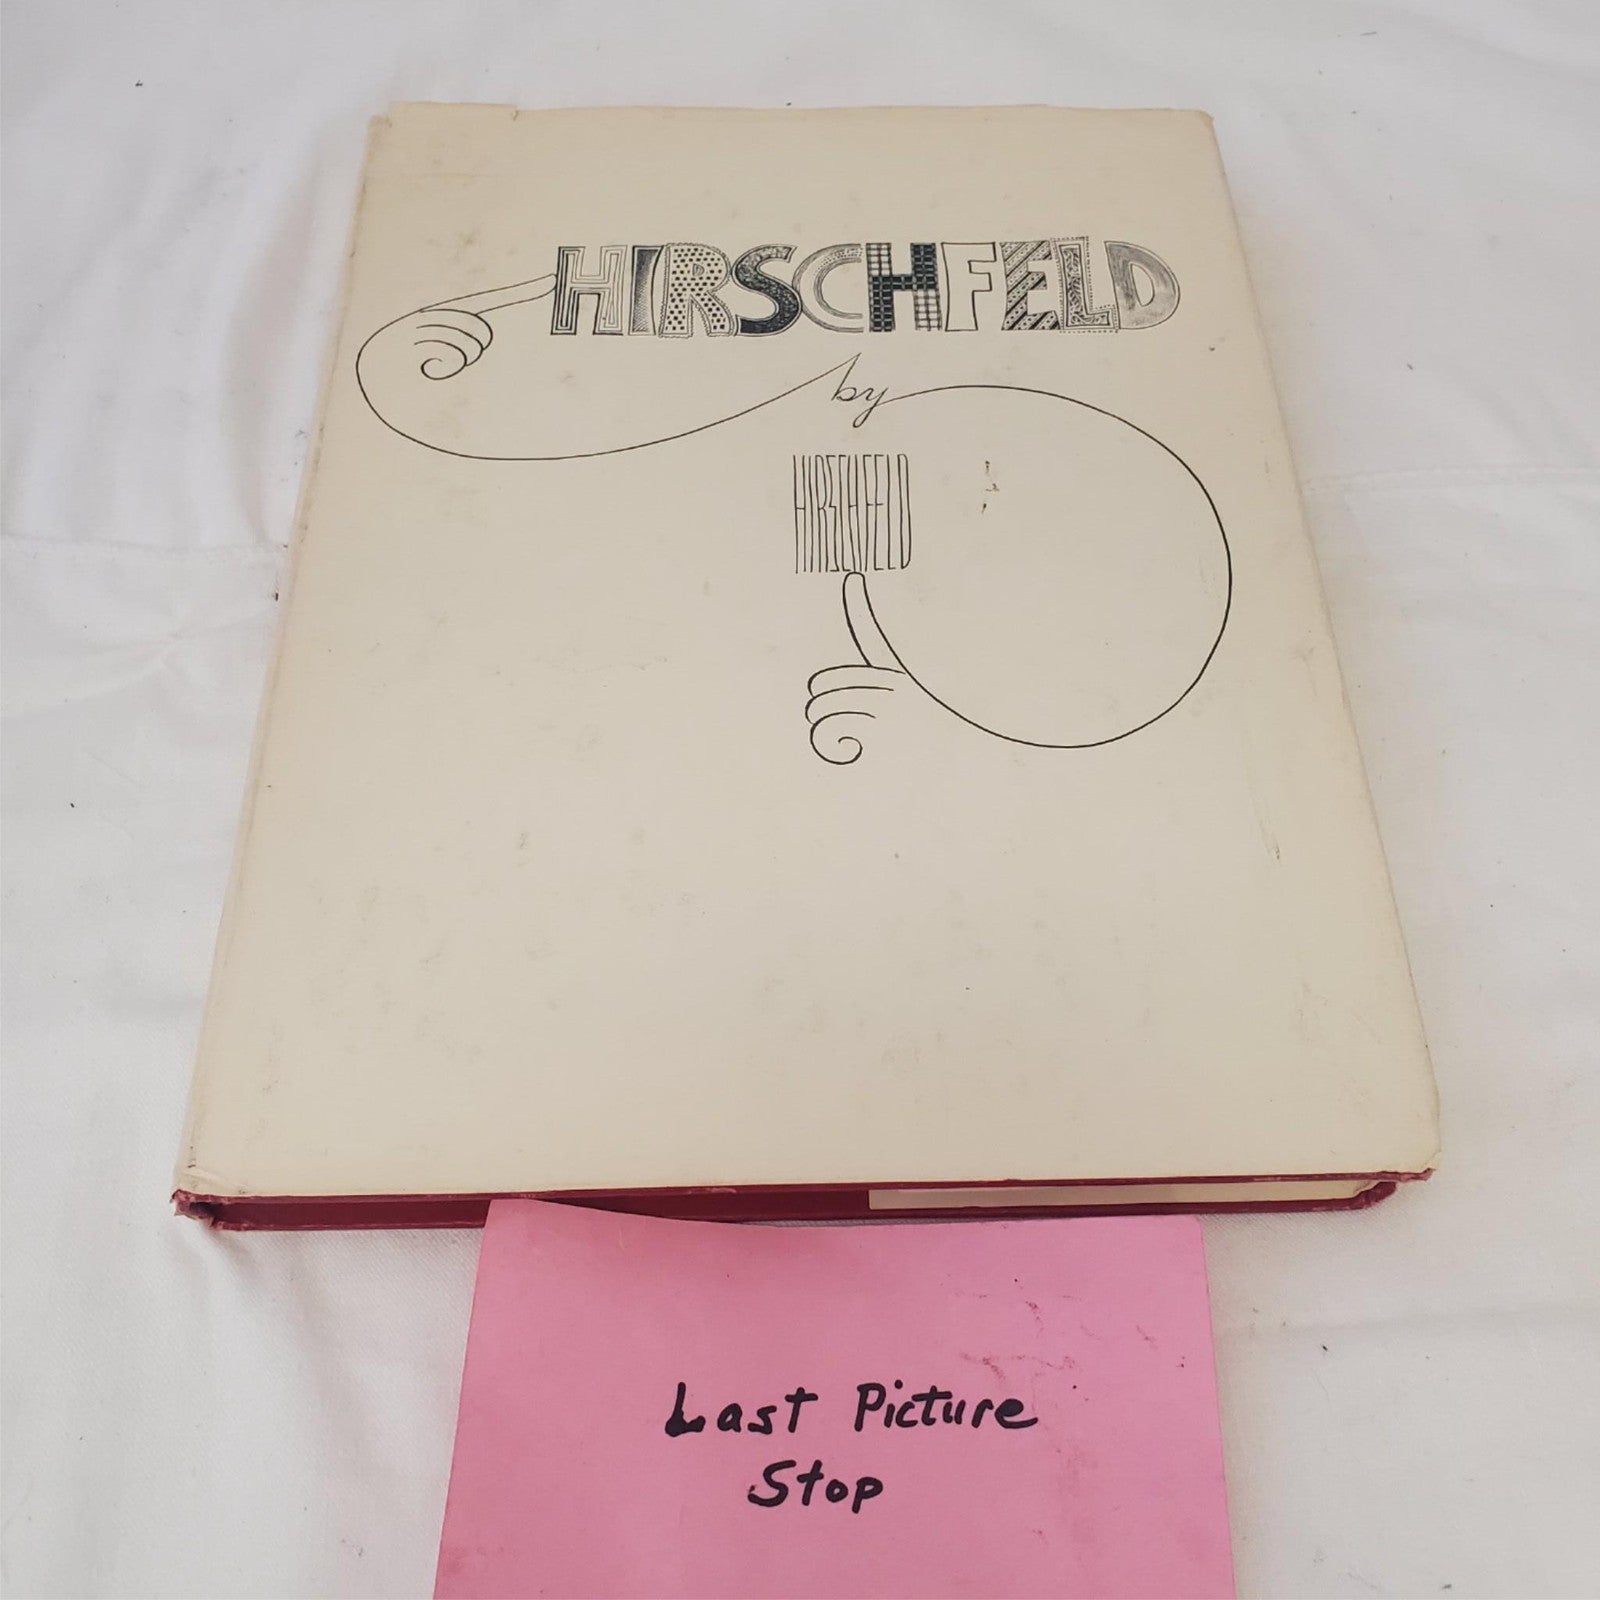 HIRSCHFELD
by
HIRSCHFELD
Last Picture
Stop